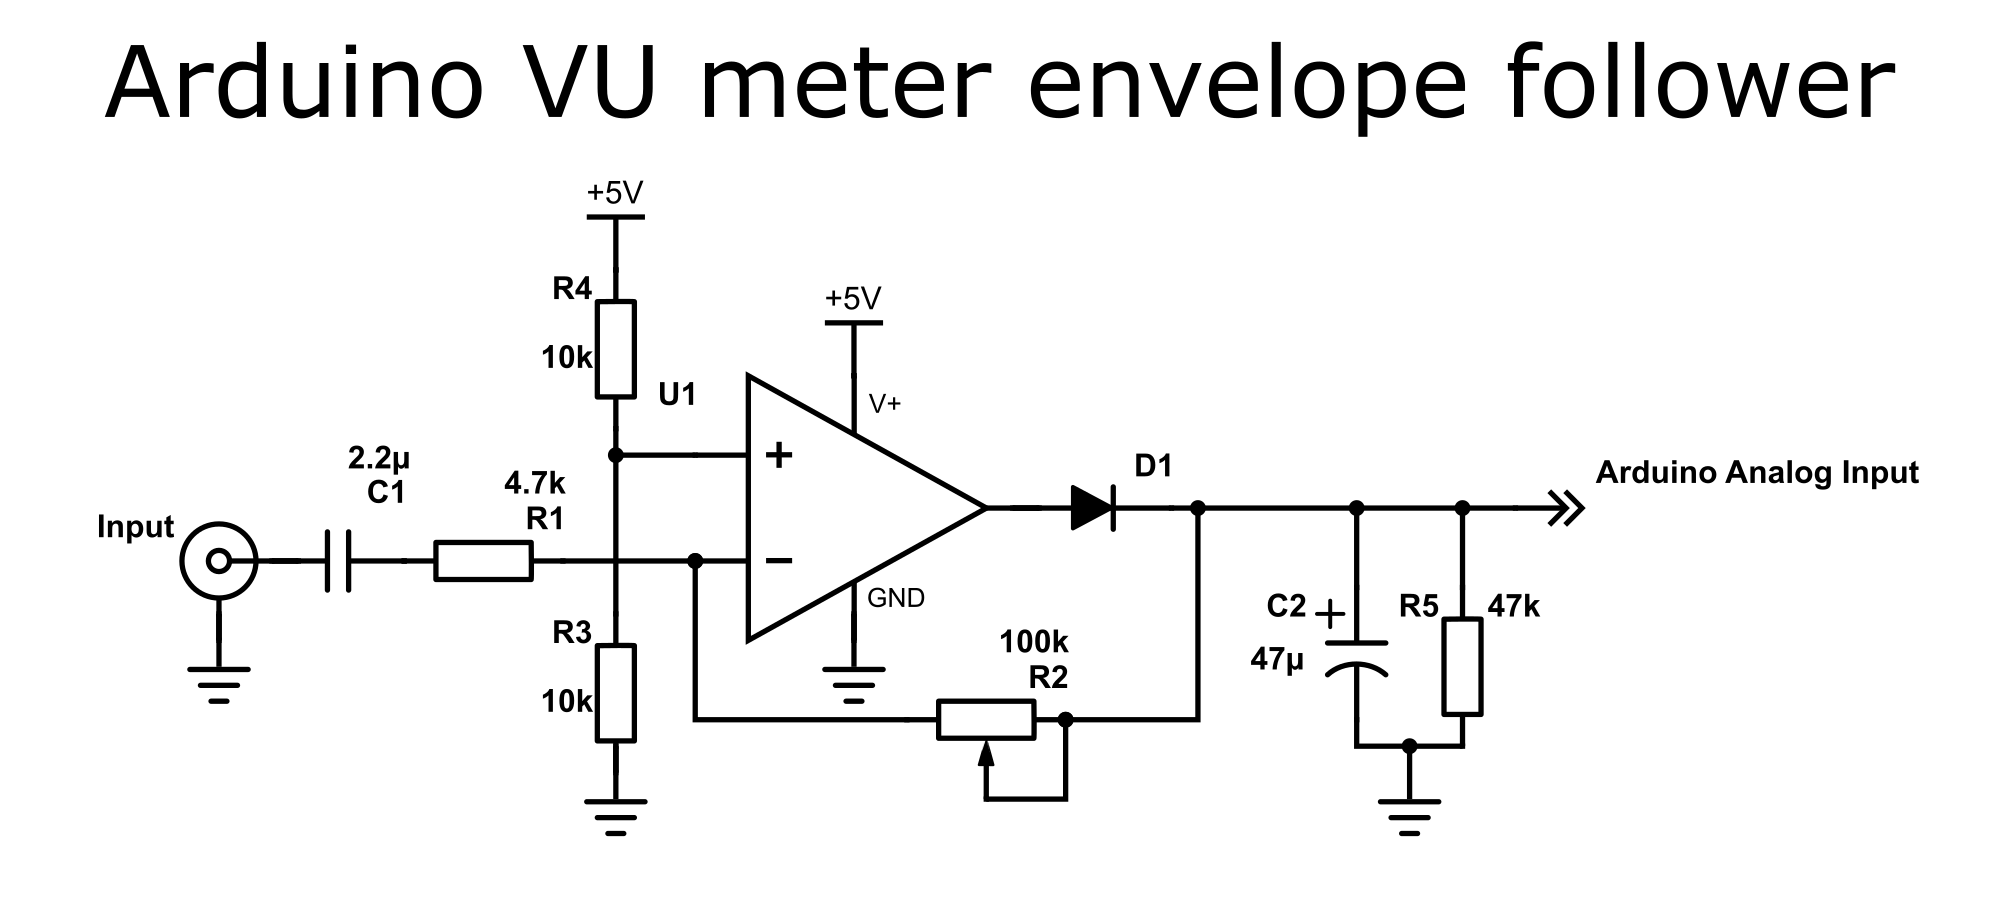 Arduino VU meter envelope follower
+5V
R4
10k
U1
+5V
V+
2.2µ
C1
4.7k
R1
Input
+
−
GND
D1
Arduino Analog Input
R3
10k
100k
R2
C2
+
47µ
R5
47k